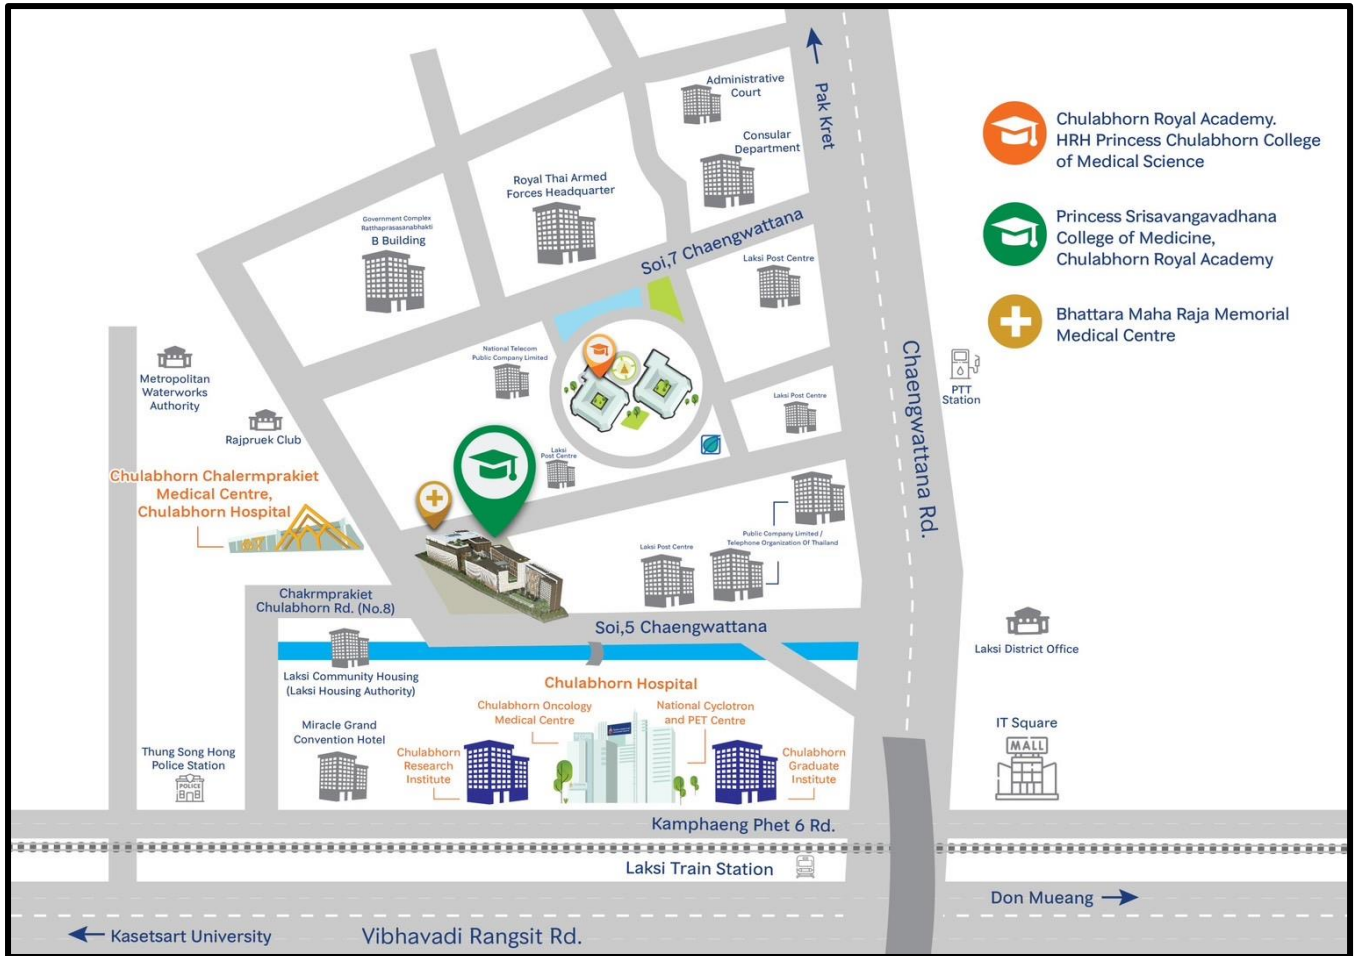 Administrative
Court
Pak Kret
Consular
Department
Chulabhorn Royal Academy.
HRH Princess Chulabhorn College
of Medical Science
Royal Thai Armed
Forces Headquarter
Princess Srisavangavadhana
College of Medicine,
Chulabhorn Royal Academy
Government Complex
Ratthaprasasanabhakti
B Building
Soi,7 Chaengwattana
Laksi Post Centre
Bhattara Maha Raja Memorial
Medical Centre
National Telecom
Public Company Limited
Metropolitan
Waterworks
Authority
Chaengwattana Rd.
PTT
Station
Laksi Post Centre
Rajpruek Club
Laksi
Post Centre
Chulabhorn Chalermprakiet
Medical Centre,
Chulabhorn Hospital
Public Company Limited /
Telephone Organization Of Thailand
Laksi Post Centre
Chakrmprakiet
Chulabhorn Rd. (No.8)
Soi,5 Chaengwattana
Laksi District Office
Laksi Community Housing
(Laksi Housing Authority)
Chulabhorn Hospital
Chulabhorn Oncology
Medical Centre
National Cyclotron
and PET Centre
Miracle Grand
Convention Hotel
IT Square
MALL
Thung Song Hong
Police Station
POLICE
Chulabhorn
Research
Institute
Chulabhorn
Graduate
Institute
Kamphaeng Phet 6 Rd.
Laksi Train Station
Don Mueang
Kasetsart University
Vibhavadi Rangsit Rd.